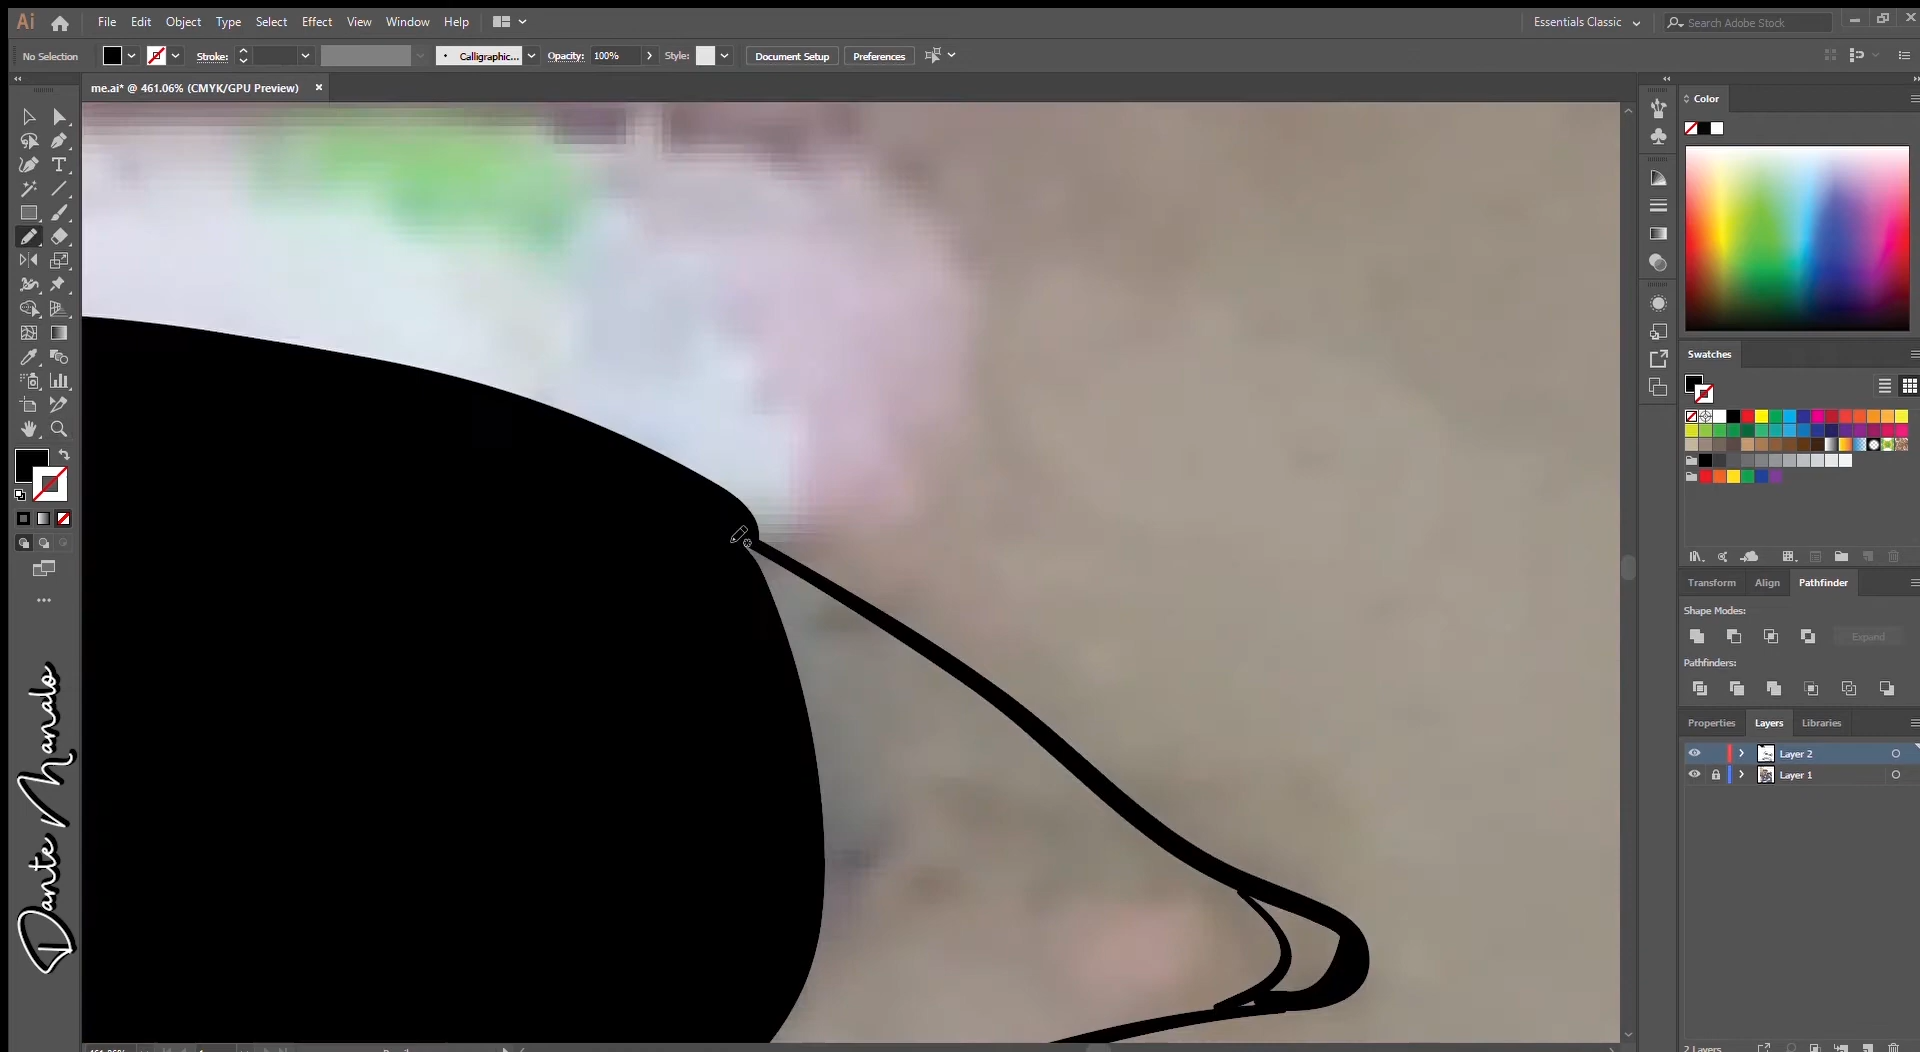 Ai File Edit Object Type Select Effect View Window Help Essentials Classic Search Adobe Stock
No Selection Stroke: Calligraphic... Opacity: 100% Style: Document Setup Preferences
me.ai* @ 461.06% (CMYK/GPU Preview)
Color
Swatches
Transform Align Pathfinder
Shape Modes:
Expand
Pathfinders:
Properties Layers Libraries
Layer 2
Layer 1
2 Layers
Dante Manalo